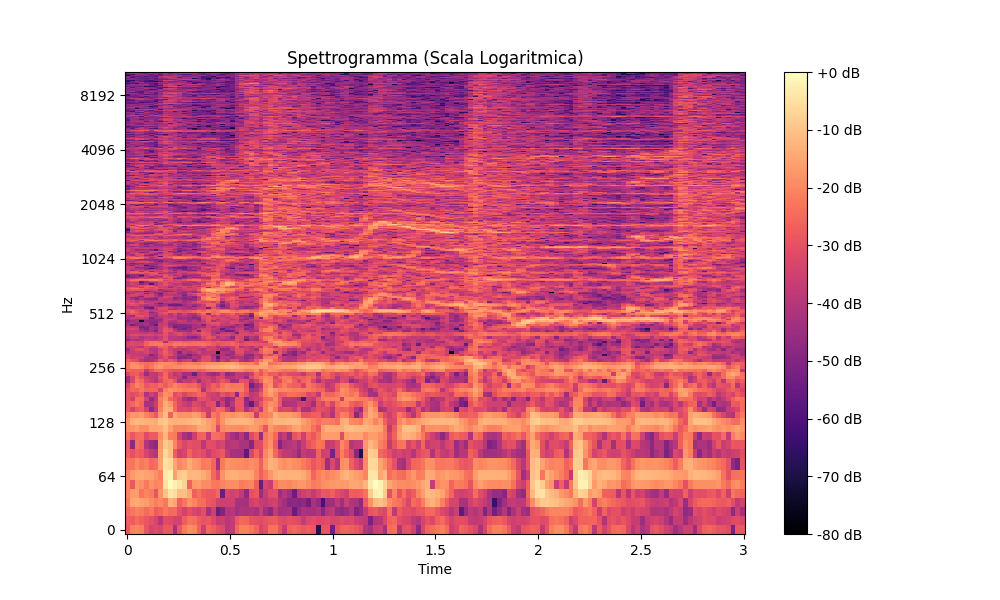 Spettrogramma (Scala Logaritmica)
Hz
8192
4096
2048
1024
512
256
128
64
0
0
0.5
1
1.5
2
2.5
3
Time
+0 dB
-10 dB
-20 dB
-30 dB
-40 dB
-50 dB
-60 dB
-70 dB
-80 dB